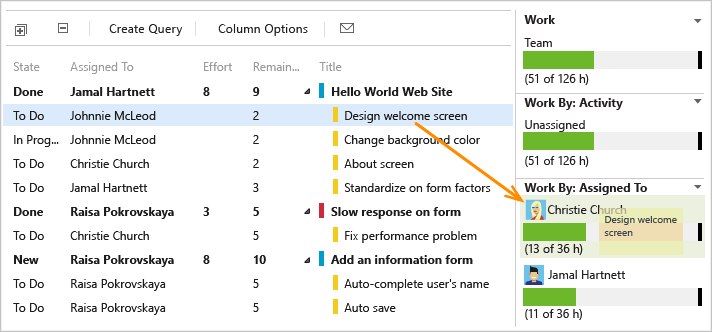 Create Query Column Options
State Assigned To Effort Remain... Title
Done Jamal Hartnett 8 9 Hello World Web Site
To Do Johnnie McLeod 2 Design welcome screen
In Prog... Johnnie McLeod 2 Change background color
To Do Christie Church 2 About screen
To Do Jamal Hartnett 3 Standardize on form factors
Done Raisa Pokrovskaya 3 5 Slow response on form
To Do Christie Church 5 Fix performance problem
New Raisa Pokrovskaya 8 10 Add an information form
To Do Raisa Pokrovskaya 5 Auto-complete user's name
To Do Raisa Pokrovskaya 5 Auto save
Work
Team
(51 of 126 h)
Work By: Activity
Unassigned
(51 of 126 h)
Work By: Assigned To
Christie Church
Design welcome
screen
(13 of 36 h)
Jamal Hartnett
(11 of 36 h)